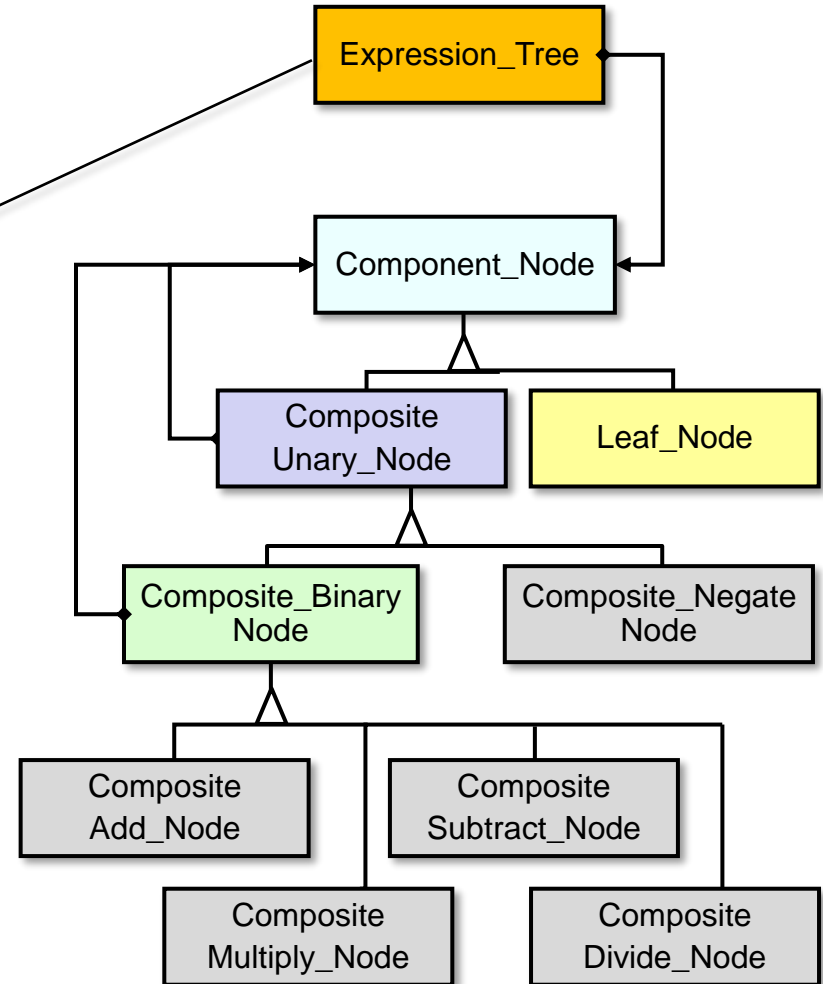 Expression_Tree
Component_Node
Composite
Unary_Node
Leaf_Node
Composite_Binary
Node
Composite_Negate
Node
Composite
Add_Node
Composite
Subtract_Node
Composite
Multiply_Node
Composite
Divide_Node